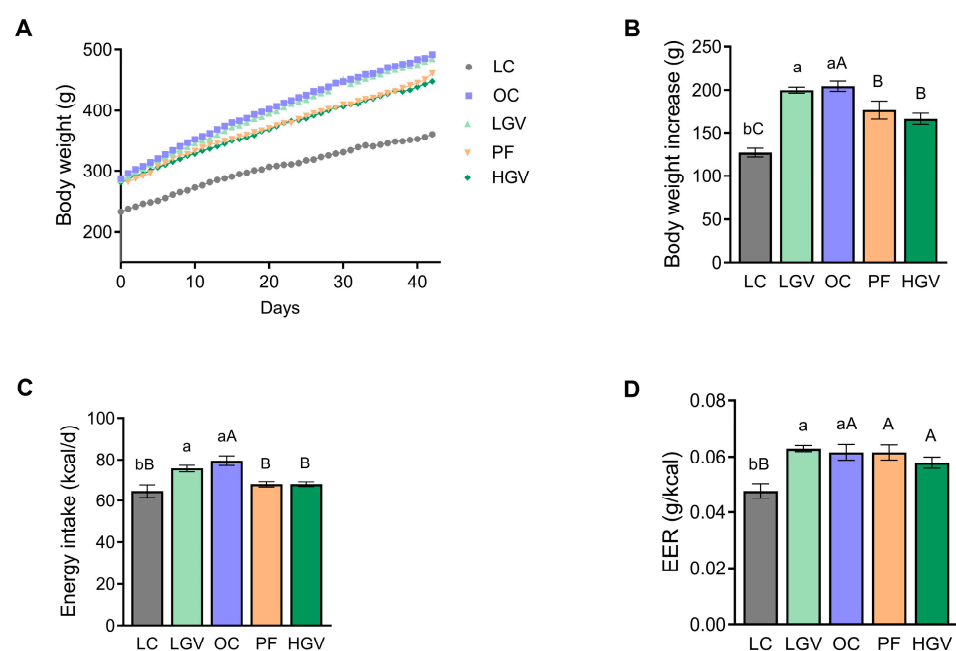 A
Body weight (g)
500
400
300
200
0 10 20 30 40
Days
LC
OC
LGV
PF
HGV
B
Body weight increase (g)
250
200
150
100
50
0
bC a aA B B
LC LGV OC PF HGV
C
Energy intake (kcal/d)
100
80
60
40
20
0
bB a aA B B
LC LGV OC PF HGV
D
EER (g/kcal)
0.08
0.06
0.04
0.02
0.00
bB a aA A A
LC LGV OC PF HGV